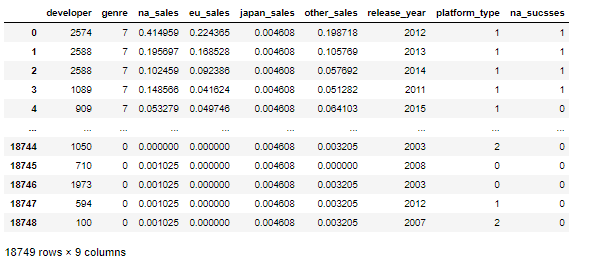 developer genre na_sales eu_sales japan_sales other_sales release_year platform_type na_sucsses
0 2574 7 0.414959 0.224365 0.004608 0.198718 2012 1 1
1 2588 7 0.195697 0.168528 0.004608 0.105769 2013 1 1
2 2588 7 0.102459 0.092386 0.004608 0.057692 2014 1 1
3 1089 7 0.148566 0.041624 0.004608 0.051282 2011 1 1
4 909 7 0.053279 0.049746 0.004608 0.064103 2015 1 0
... ... ... ... ... ... ... ... ... ...
18744 1050 0 0.000000 0.000000 0.004608 0.003205 2003 2 0
18745 710 0 0.001025 0.000000 0.004608 0.000000 2008 0 0
18746 1973 0 0.001025 0.000000 0.004608 0.003205 2003 0 0
18747 594 0 0.001025 0.000000 0.004608 0.003205 2012 1 0
18748 100 0 0.001025 0.000000 0.004608 0.003205 2007 2 0
18749 rows × 9 columns